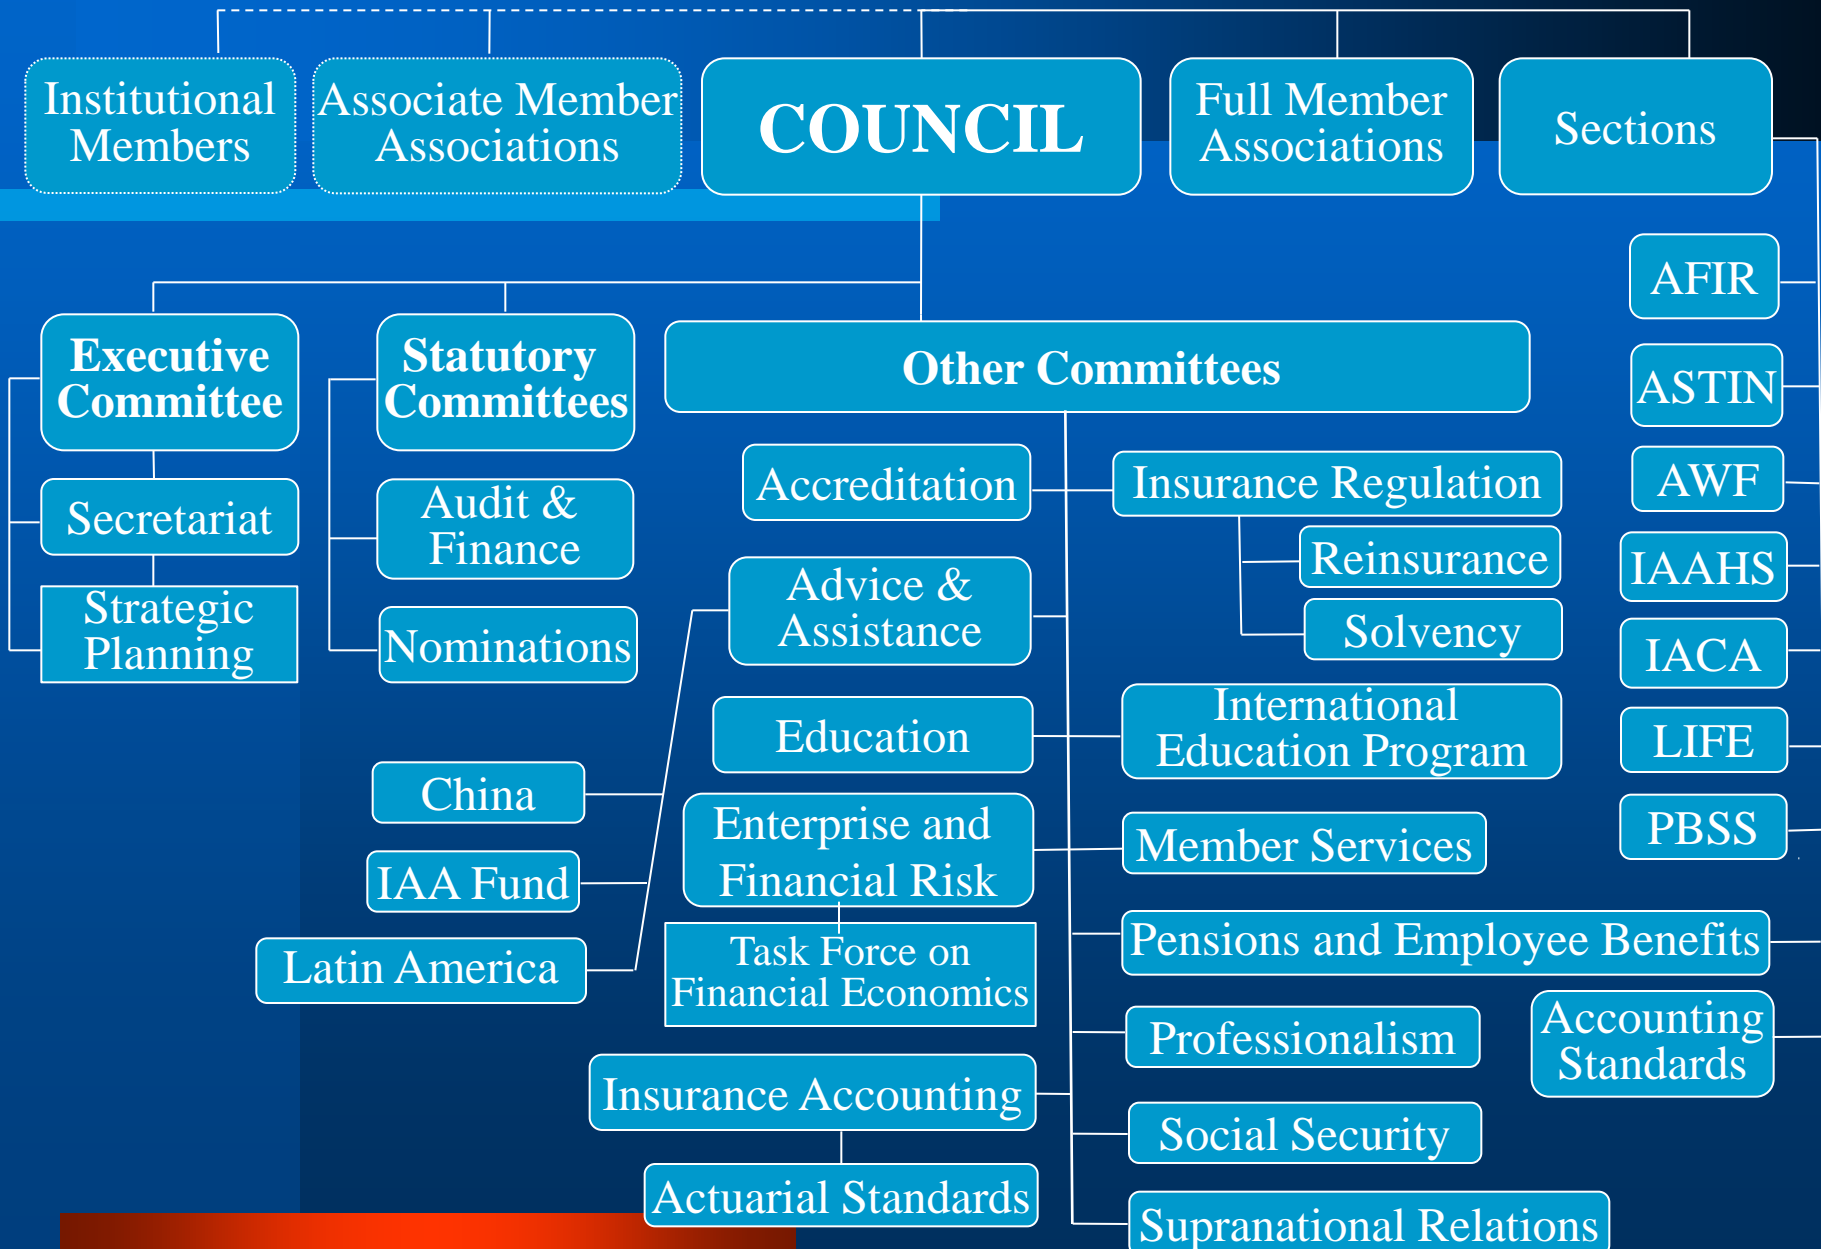 Institutional
Members
Associate Member
Associations
COUNCIL
Full Member
Associations
Sections
Executive
Committee
Secretariat
Strategic
Planning
Statutory
Committees
Audit &
Finance
Nominations
Other Committees
Accreditation
Advice &
Assistance
China
IAA Fund
Latin America
Education
Enterprise and
Financial Risk
Task Force on
Financial Economics
Insurance Accounting
Actuarial Standards
Insurance Regulation
Reinsurance
Solvency
International
Education Program
Member Services
Pensions and Employee Benefits
Accounting
Standards
Professionalism
Social Security
Supranational Relations
AFIR
ASTIN
AWF
IAAHS
IACA
LIFE
PBSS